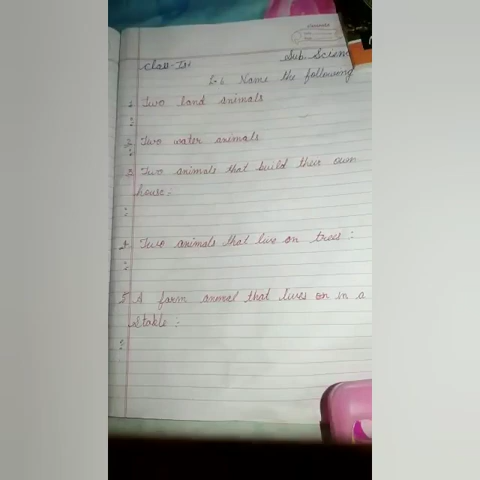 Class-Ist
Sub. Scien
Q.1 Name the following
1. Two land animals
:
2. Two water animals
:
3. Two animals that build their own
house:
:
4. Two animals that live on trees:
:
5. A farm animal that lives on in a
stable:
: